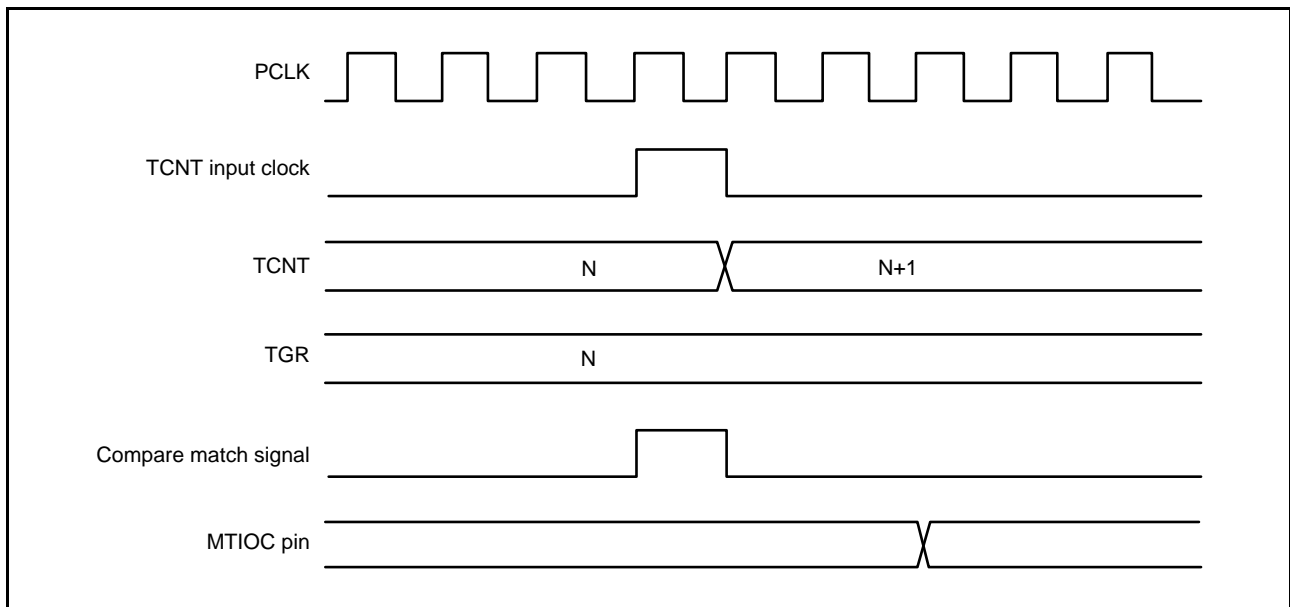 PCLK
TCNT input clock
TCNT
N
N+1
TGR
N
Compare match signal
MTIOC pin